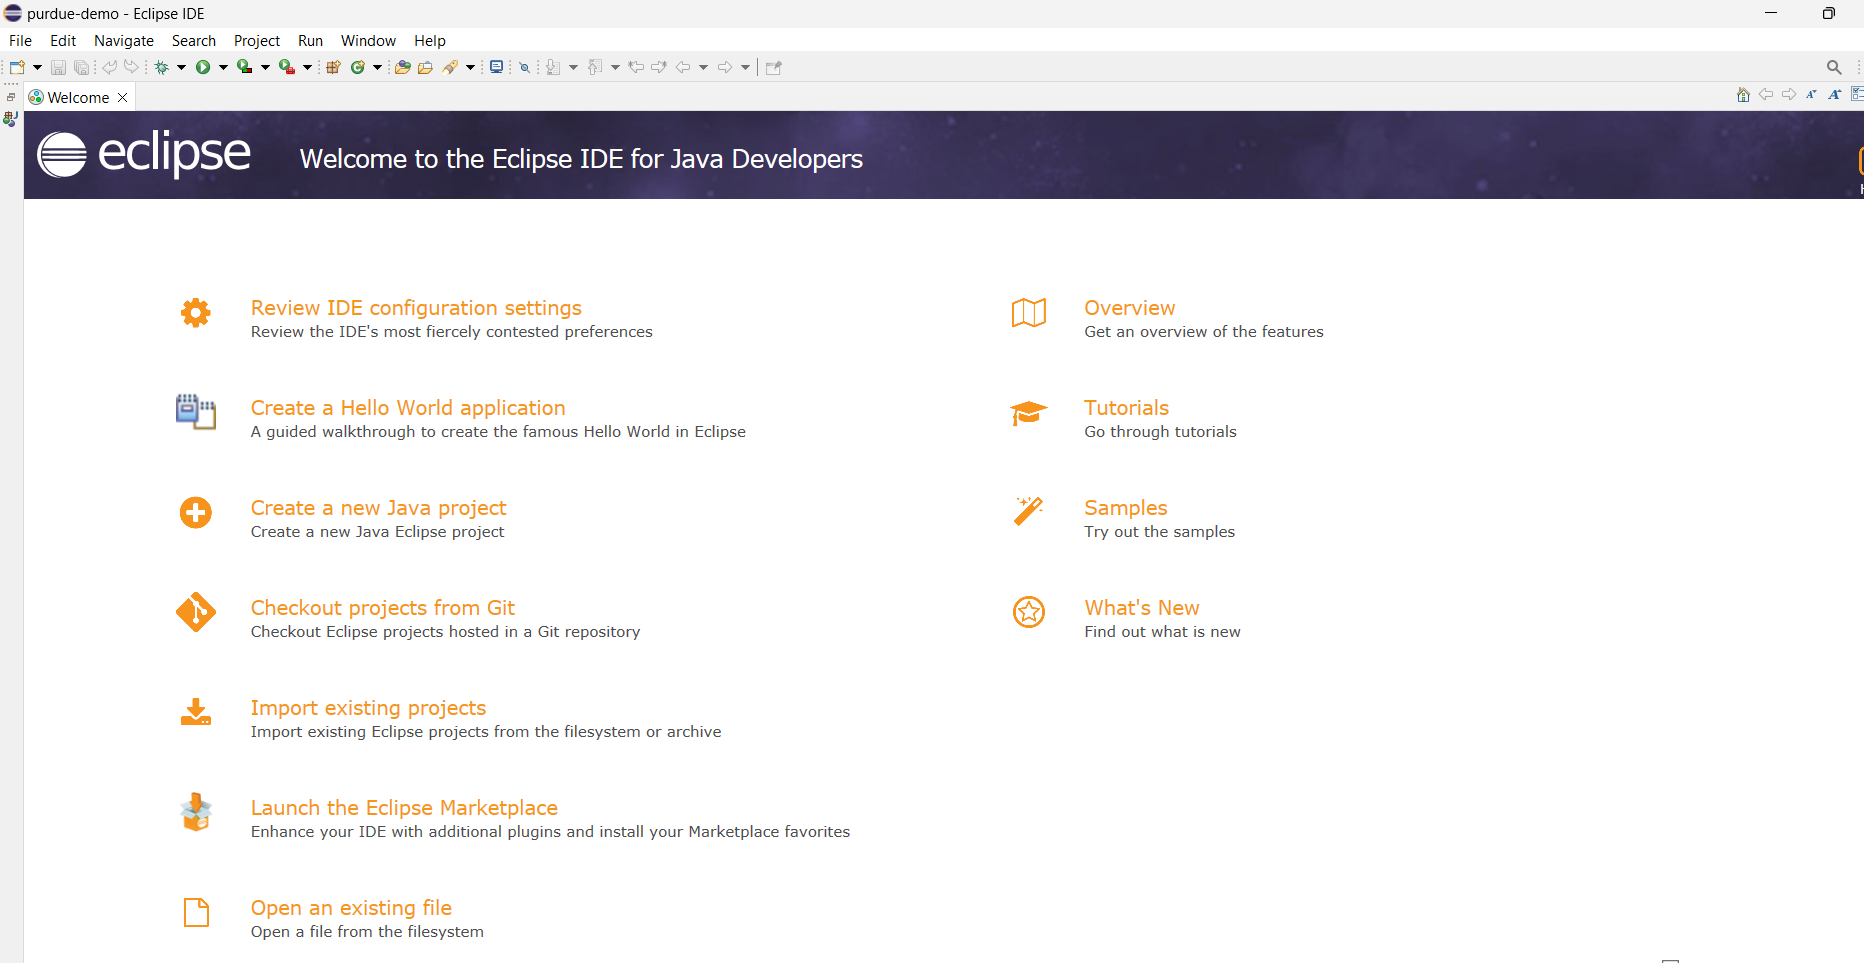 purdue-demo - Eclipse IDE
File Edit Navigate Search Project Run Window Help
Welcome
eclipse Welcome to the Eclipse IDE for Java Developers
Review IDE configuration settings
Review the IDE's most fiercely contested preferences
Create a Hello World application
A guided walkthrough to create the famous Hello World in Eclipse
Create a new Java project
Create a new Java Eclipse project
Checkout projects from Git
Checkout Eclipse projects hosted in a Git repository
Import existing projects
Import existing Eclipse projects from the filesystem or archive
Launch the Eclipse Marketplace
Enhance your IDE with additional plugins and install your Marketplace favorites
Open an existing file
Open a file from the filesystem
Overview
Get an overview of the features
Tutorials
Go through tutorials
Samples
Try out the samples
What's New
Find out what is new